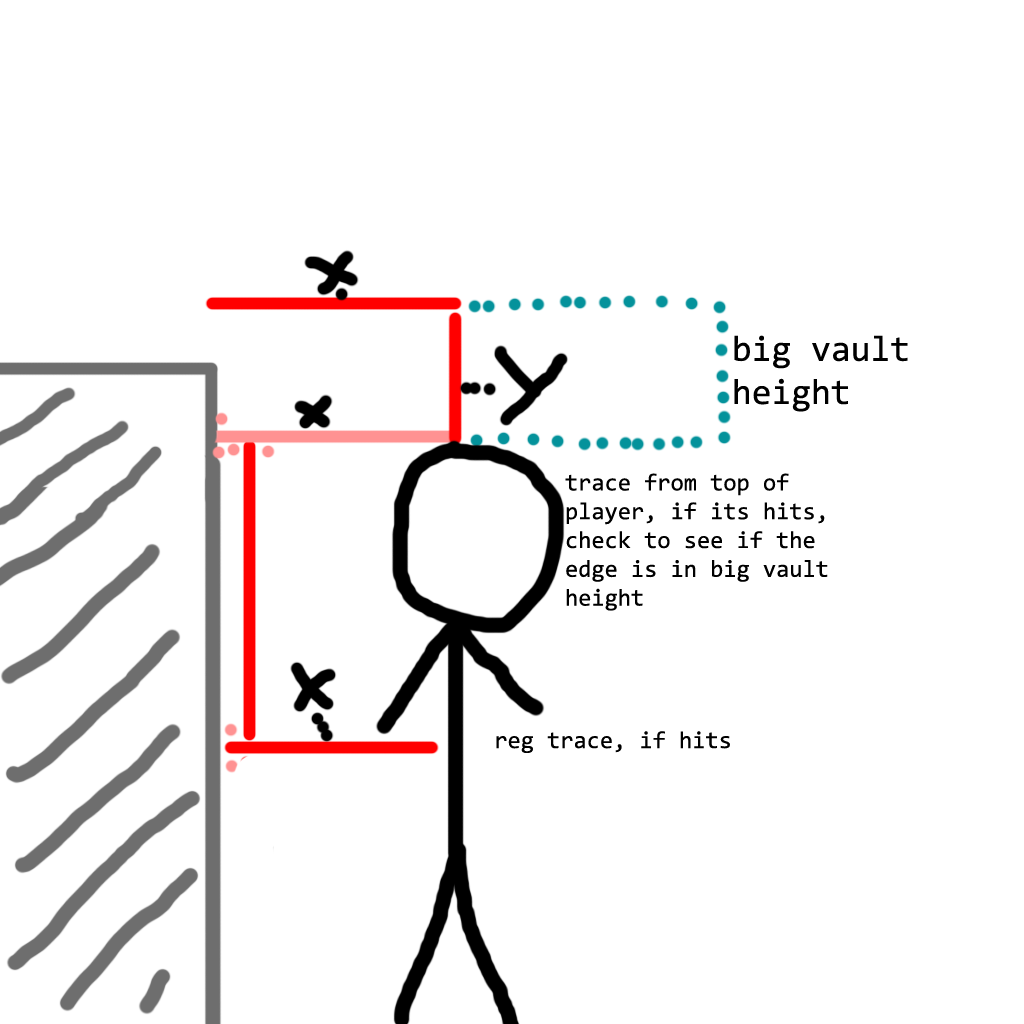 X
big vault
height
X
Y
trace from top of
player, if its hits,
check to see if the
edge is in big vault
height
X
reg trace, if hits